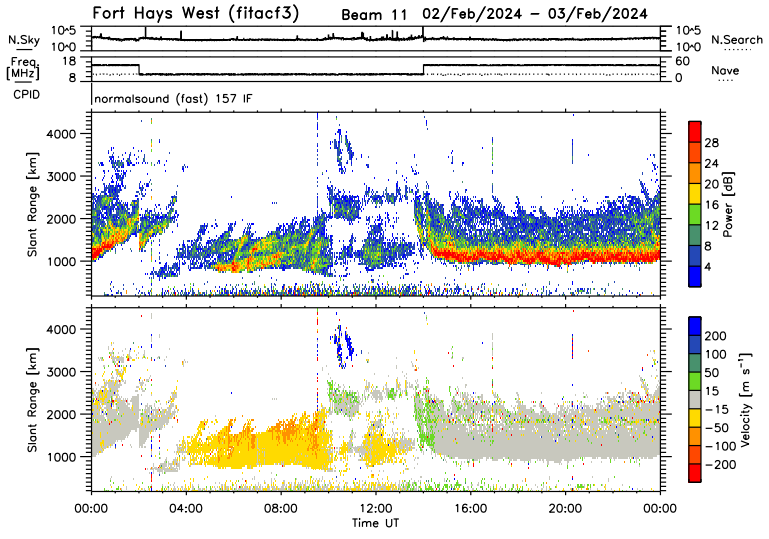 Fort Hays West (fitacf3) Beam 11 02/Feb/2024 − 03/Feb/2024
N.Sky 10^5 10^0 10^5 10^0 N.Search
Freq. [MHz] 18 8 60 0 Nave
CPID normalsound (fast) 157 IF
Slant Range [km]
4000
3000
2000
1000
28
24
20
16
12
8
4
Power [dB]
Slant Range [km]
4000
3000
2000
1000
200
100
50
15
−15
−50
−100
−200
Velocity [m s⁻¹]
00:00 04:00 08:00 12:00 16:00 20:00 00:00
Time UT